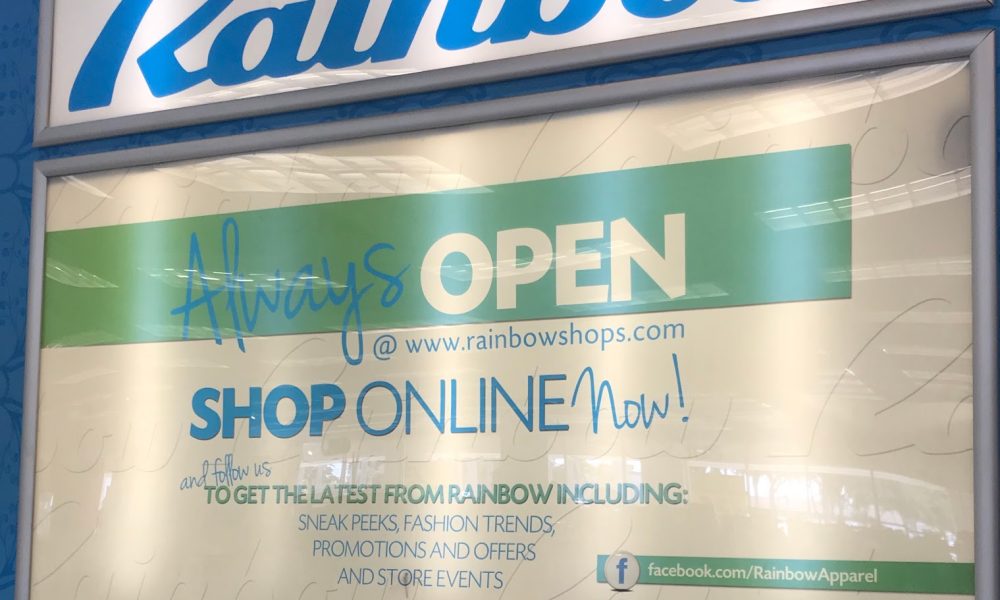 Rainbow
Always OPEN
@ www.rainbowshops.com
SHOP ONLINE Now!
and follow us
TO GET THE LATEST FROM RAINBOW INCLUDING:
SNEAK PEEKS, FASHION TRENDS,
PROMOTIONS AND OFFERS
AND STORE EVENTS
f facebook.com/RainbowApparel